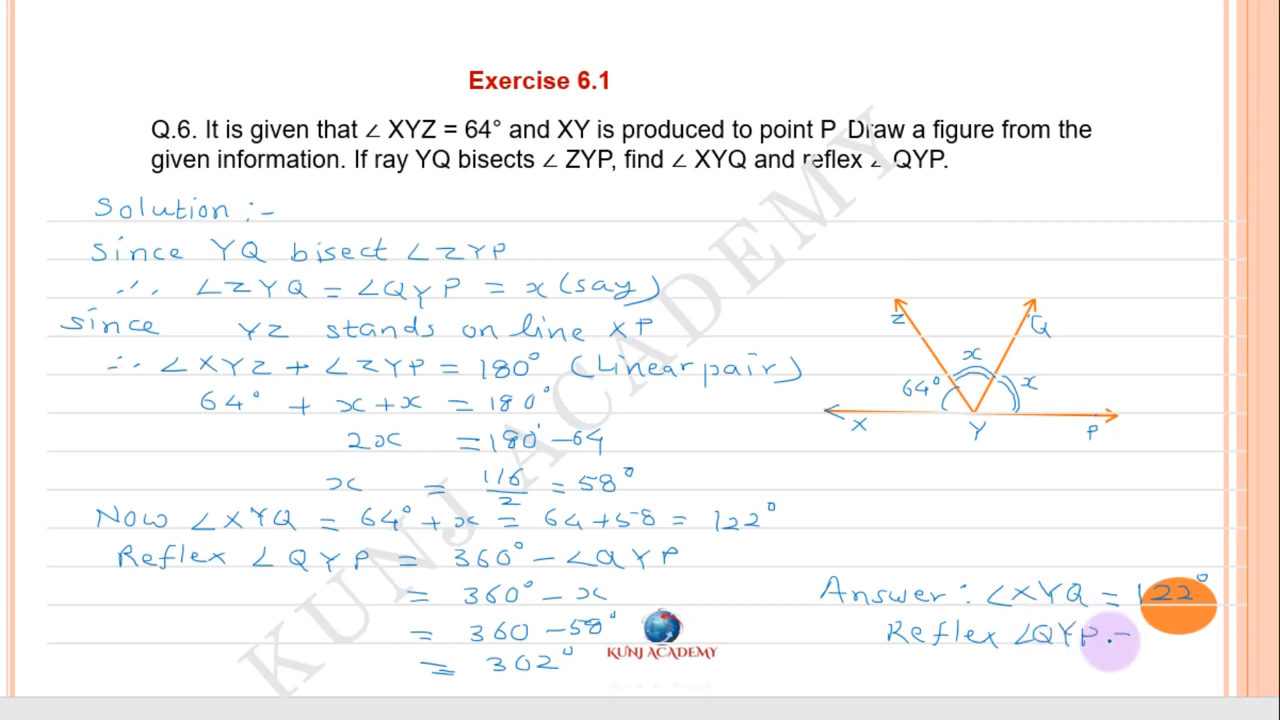 Exercise 6.1
Q.6. It is given that ∠ XYZ = 64° and XY is produced to point P. Draw a figure from the
given information. If ray YQ bisects ∠ ZYP, find ∠ XYQ and reflex ∠ QYP.
Solution :-
Since YQ bisect ∠ZYP
∴ ∠ZYQ = ∠QYP = x (say)
Since YZ stands on line XP
∴ ∠XYZ + ∠ZYP = 180° (Linear pair)
64° + x + x = 180°
2x = 180° - 64
x = 116/2 = 58°
Now ∠XYQ = 64° + x = 64 + 58 = 122°
Reflex ∠QYP = 360° - ∠QYP
= 360° - x
= 360 - 58°
= 302°
Z
Q
x
64°
x
X
Y
P
Answer : ∠XYQ = 122°
Reflex ∠QYP =
KUNJ ACADEMY
KUNJ ACADEMY